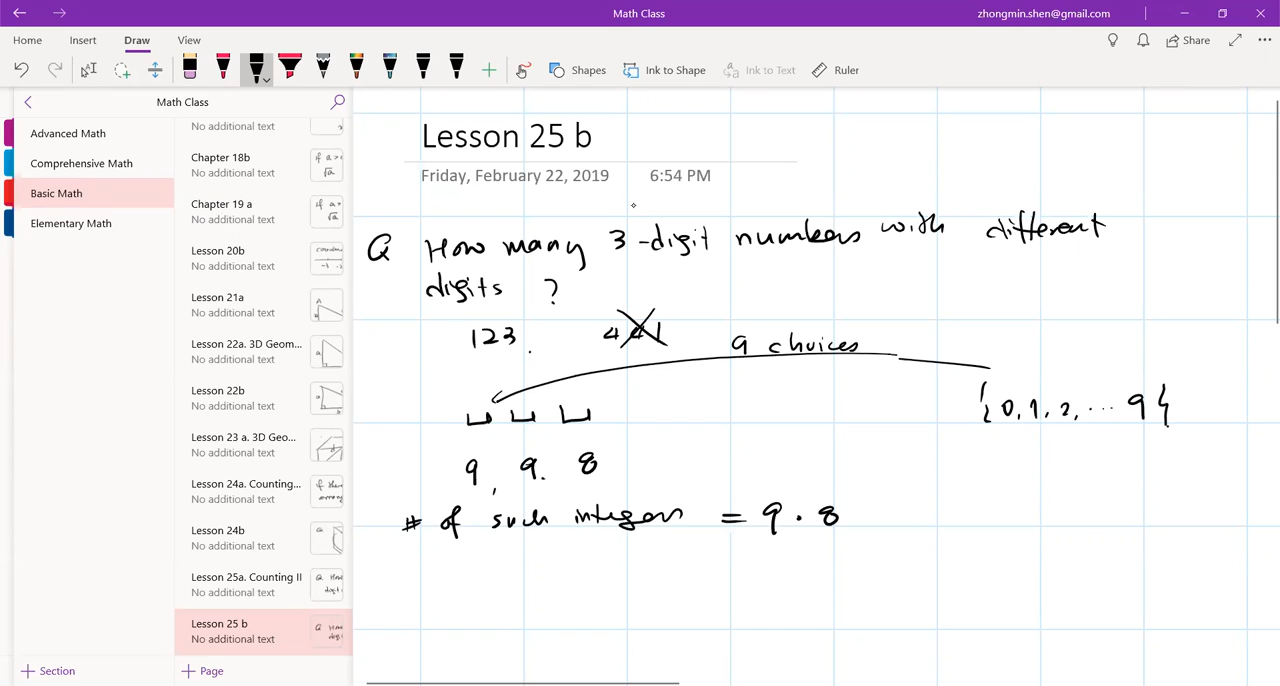 Math Class
zhongmin.shen@gmail.com
Home
Insert
Draw
View
Share
Shapes
Ink to Shape
Ink to Text
Ruler
Math Class
Advanced Math
Comprehensive Math
Basic Math
Elementary Math
Section
No additional text
Chapter 18b
No additional text
Chapter 19 a
No additional text
Lesson 20b
No additional text
Lesson 21a
No additional text
Lesson 22a. 3D Geom...
No additional text
Lesson 22b
No additional text
Lesson 23 a. 3D Geo...
No additional text
Lesson 24a. Counting...
No additional text
Lesson 24b
No additional text
Lesson 25a. Counting II
No additional text
Lesson 25 b
No additional text
Page
Lesson 25 b
Friday, February 22, 2019 6:54 PM
Q How many 3-digit numbers with different
digits ?
123. 441
9 choices
{0, 1, 2, ... 9}
9, 9. 8
# of such integers = 9 . 8